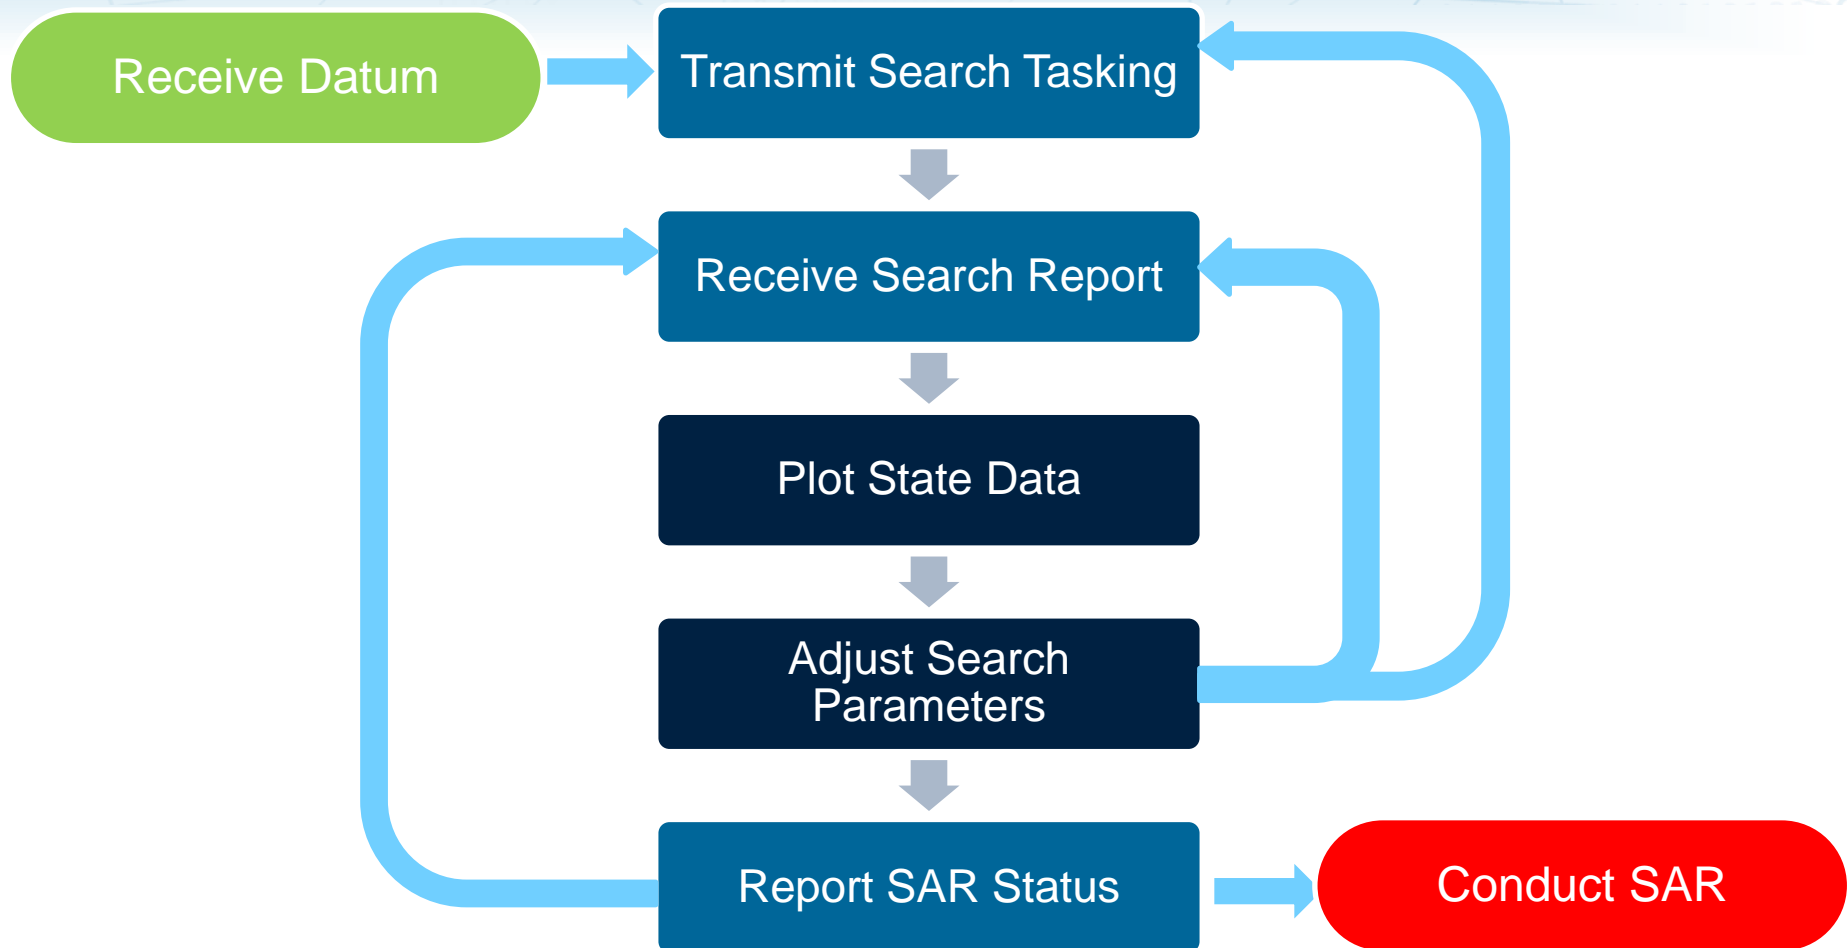 Receive Datum
Transmit Search Tasking
Receive Search Report
Plot State Data
Adjust Search
Parameters
Report SAR Status
Conduct SAR